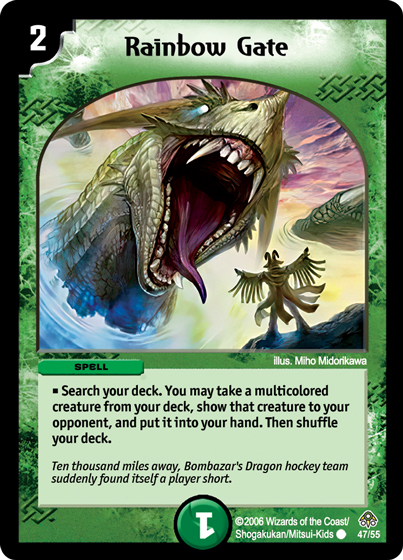 2
Rainbow Gate
illus. Miho Midorikawa
SPELL
▪ Search your deck. You may take a multicolored
creature from your deck, show that creature to your
opponent, and put it into your hand. Then shuffle
your deck.
Ten thousand miles away, Bombazar's Dragon hockey team
suddenly found itself a player short.
1
©2006 Wizards of the Coast/
Shogakukan/Mitsui-Kids ● 47/55